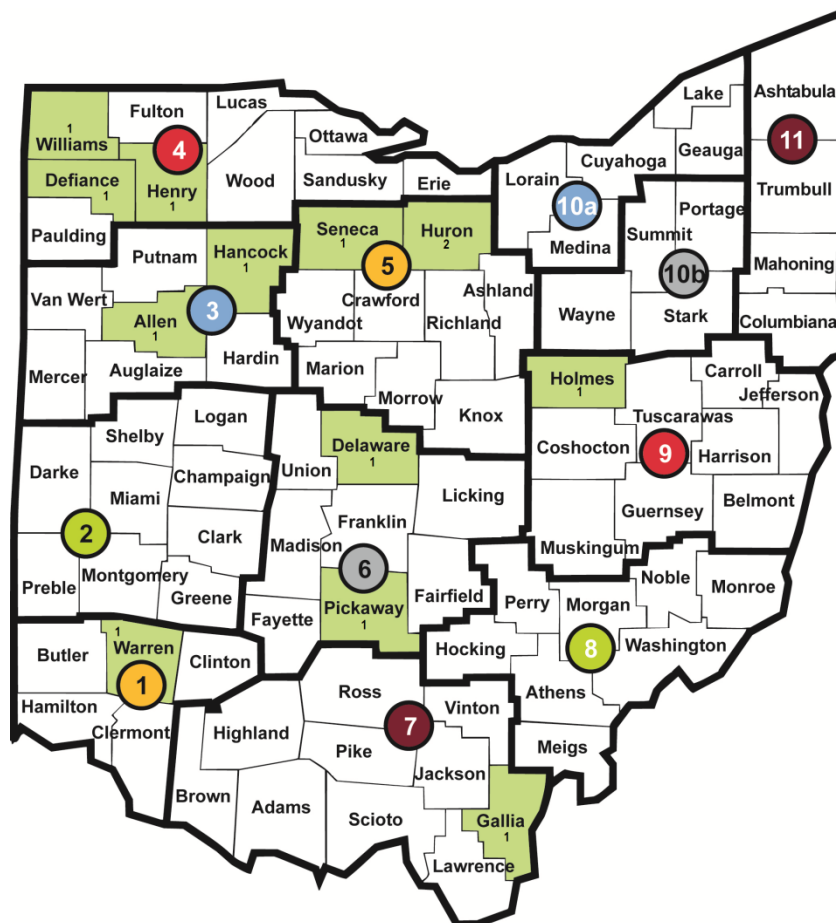 Lake
Ashtabula
Fulton
Lucas
11
1
Williams
4
Ottawa
Cuyahoga
Geauga
Defiance
1
Henry
1
Wood
Sandusky
Erie
Lorain
10a
Trumbull
Portage
Paulding
Putnam
Hancock
1
Seneca
1
Huron
2
Medina
Summit
5
10b
Mahoning
Van Wert
3
Crawford
Ashland
Allen
1
Wyandot
Richland
Wayne
Stark
Columbiana
Mercer
Auglaize
Hardin
Marion
Morrow
Holmes
1
Carroll
Jefferson
Knox
Tuscarawas
Logan
Shelby
Delaware
1
Coshocton
9
Harrison
Darke
Champaign
Union
Licking
Miami
Belmont
Franklin
Guernsey
2
Clark
Madison
Muskingum
6
Noble
Montgomery
Preble
Greene
Pickaway
1
Fairfield
Perry
Morgan
Monroe
Fayette
1
Warren
Butler
Clinton
Hocking
8
Washington
1
Ross
Athens
Hamilton
Vinton
Clermont
Highland
7
Pike
Meigs
Jackson
Brown
Adams
Scioto
Gallia
1
Lawrence